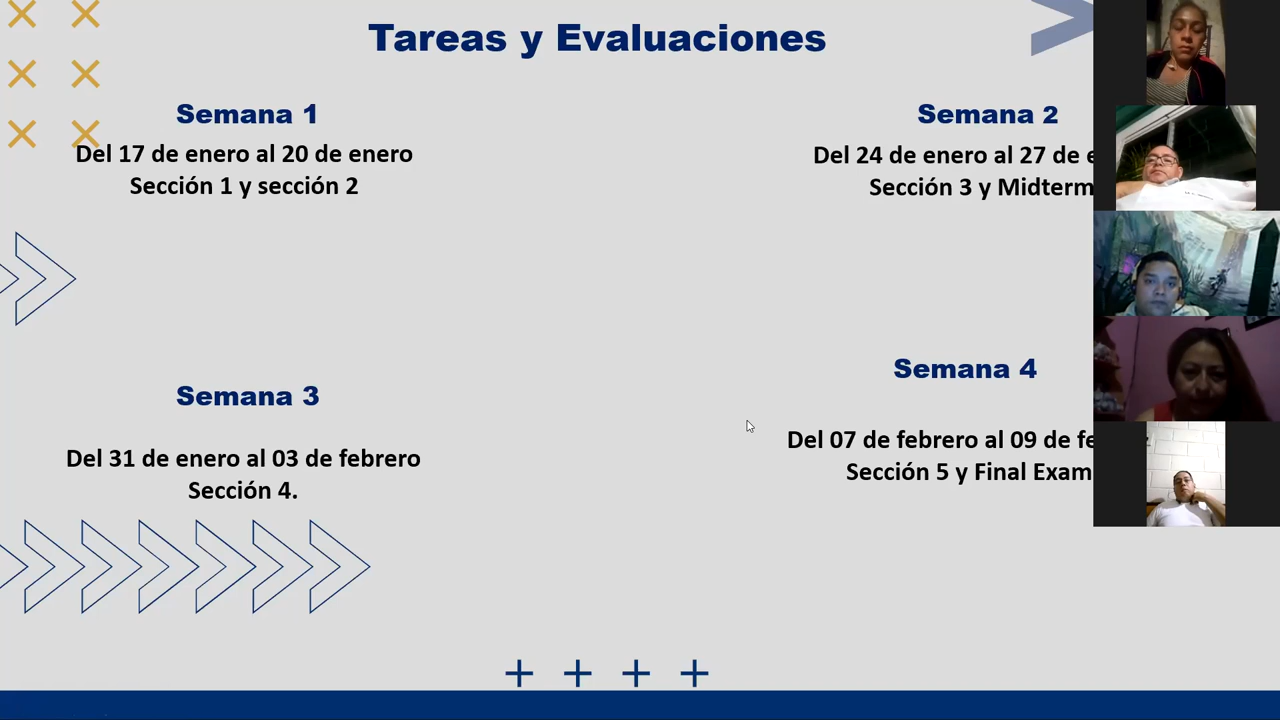 Tareas y Evaluaciones
Semana 1
Del 17 de enero al 20 de enero
Sección 1 y sección 2
Semana 2
Del 24 de enero al 27 de
Sección 3 y Midterm
Semana 3
Del 31 de enero al 03 de febrero
Sección 4.
Semana 4
Del 07 de febrero al 09 de
Sección 5 y Final Exam